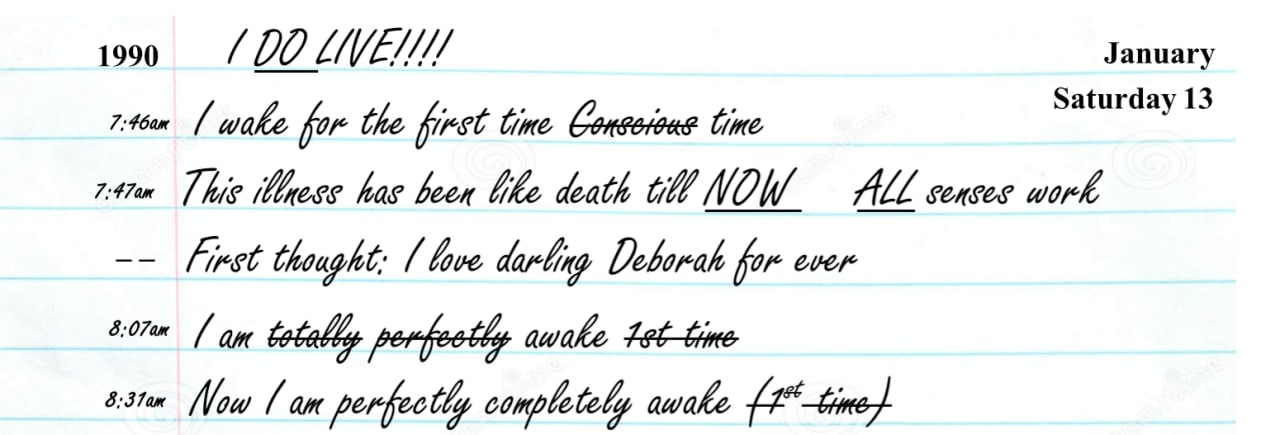 1990 I DO LIVE!!!! January
Saturday 13
7:46am I wake for the first time Conscious time
7:47am This illness has been like death till NOW ALL senses work
-- First thought: I love darling Deborah for ever
8:07am I am totally perfectly awake 1st time
8:31am Now I am perfectly completely awake (1st time)